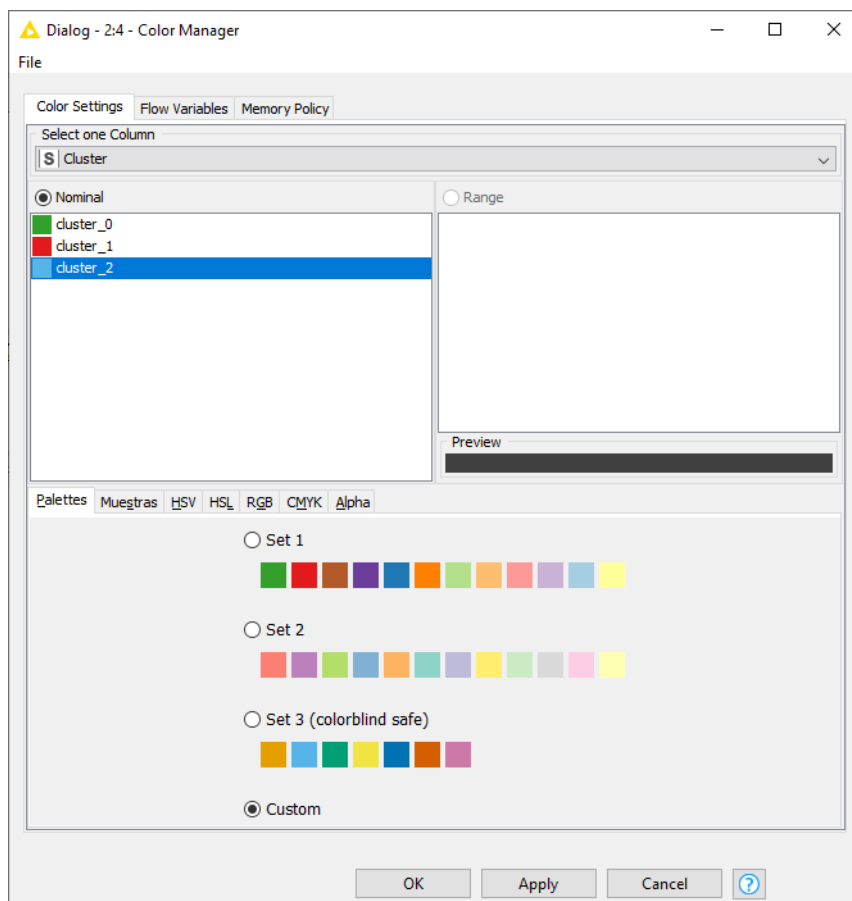 Dialog - 2:4 - Color Manager
File
Color Settings Flow Variables Memory Policy
Select one Column
S Cluster
Nominal Range
cluster_0
cluster_1
cluster_2
Preview
Palettes Muestras HSV HSL RGB CMYK Alpha
Set 1
Set 2
Set 3 (colorblind safe)
Custom
OK Apply Cancel ?